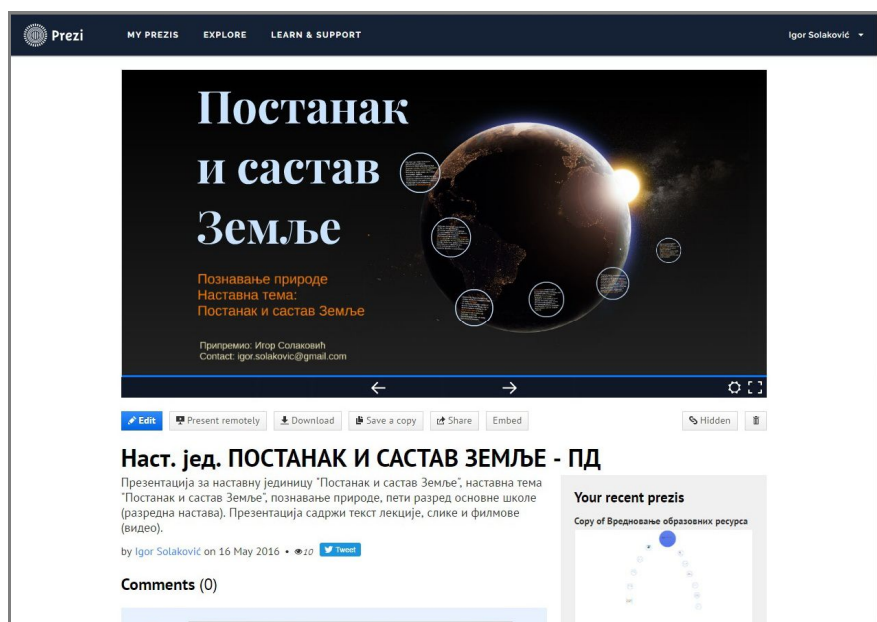 Prezi MY PREZIS EXPLORE LEARN & SUPPORT Igor Solaković
Постанак
и састав
Земље
Познавање природе
Наставна тема:
Постанак и састав Земље
Припремио: Игор Солаковић
Contact: igor.solakovic@gmail.com
Edit Present remotely Download Save a copy Share Embed Hidden
Наст. јед. ПОСТАНАК И САСТАВ ЗЕМЉЕ - ПД
Презентација за наставну јединицу "Постанак и састав Земље", наставна тема
"Постанак и састав Земље", познавање природе, пети разред основне школе
(разредна настава). Презентација садржи текст лекције, слике и филмове
(видео).
by Igor Solaković on 16 May 2016 • 10 Tweet
Comments (0)
Your recent prezis
Copy of Вредновање образовних ресурса